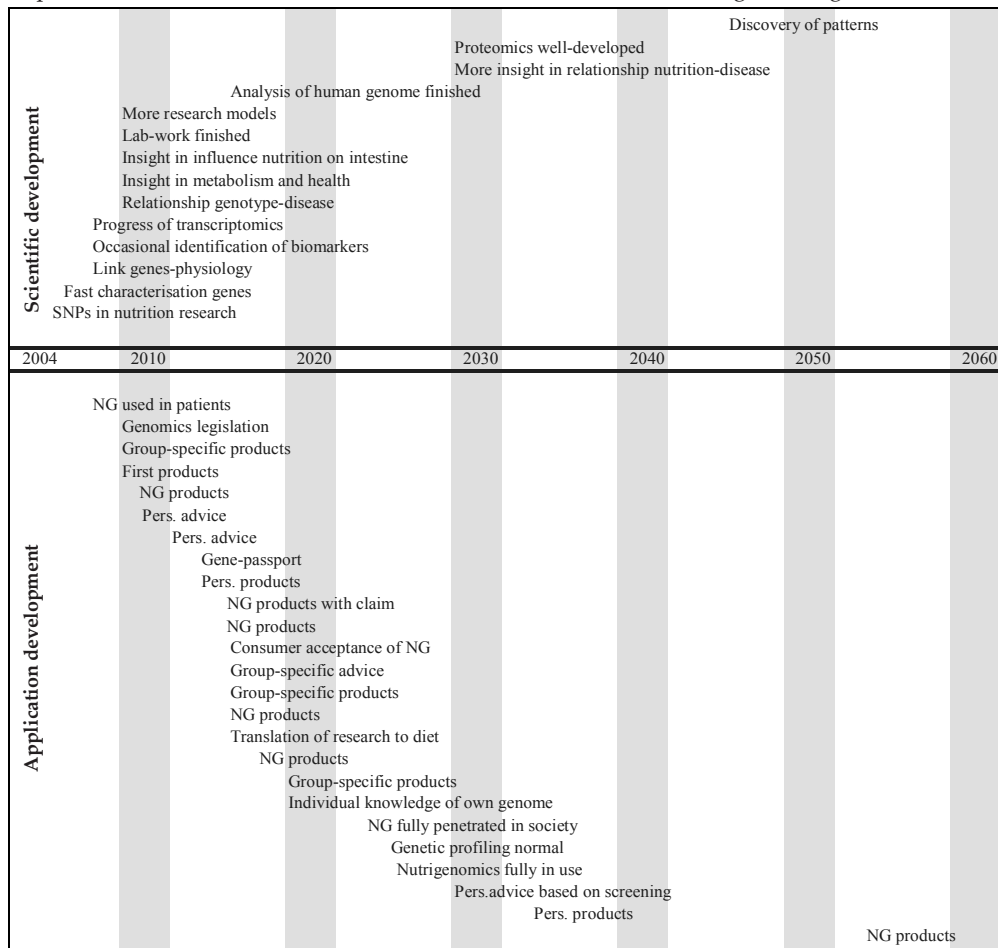 Discovery of patterns
Proteomics well-developed
More insight in relationship nutrition-disease
Analysis of human genome finished
More research models
Lab-work finished
Insight in influence nutrition on intestine
Insight in metabolism and health
Relationship genotype-disease
Progress of transcriptomics
Occasional identification of biomarkers
Link genes-physiology
Fast characterisation genes
SNPs in nutrition research
Scientific development
2004 2010 2020 2030 2040 2050 2060
NG used in patients
Genomics legislation
Group-specific products
First products
NG products
Pers. advice
Pers. advice
Gene-passport
Pers. products
NG products with claim
NG products
Consumer acceptance of NG
Group-specific advice
Group-specific products
NG products
Translation of research to diet
NG products
Group-specific products
Individual knowledge of own genome
NG fully penetrated in society
Genetic profiling normal
Nutrigenomics fully in use
Pers.advice based on screening
Pers. products
NG products
Application development